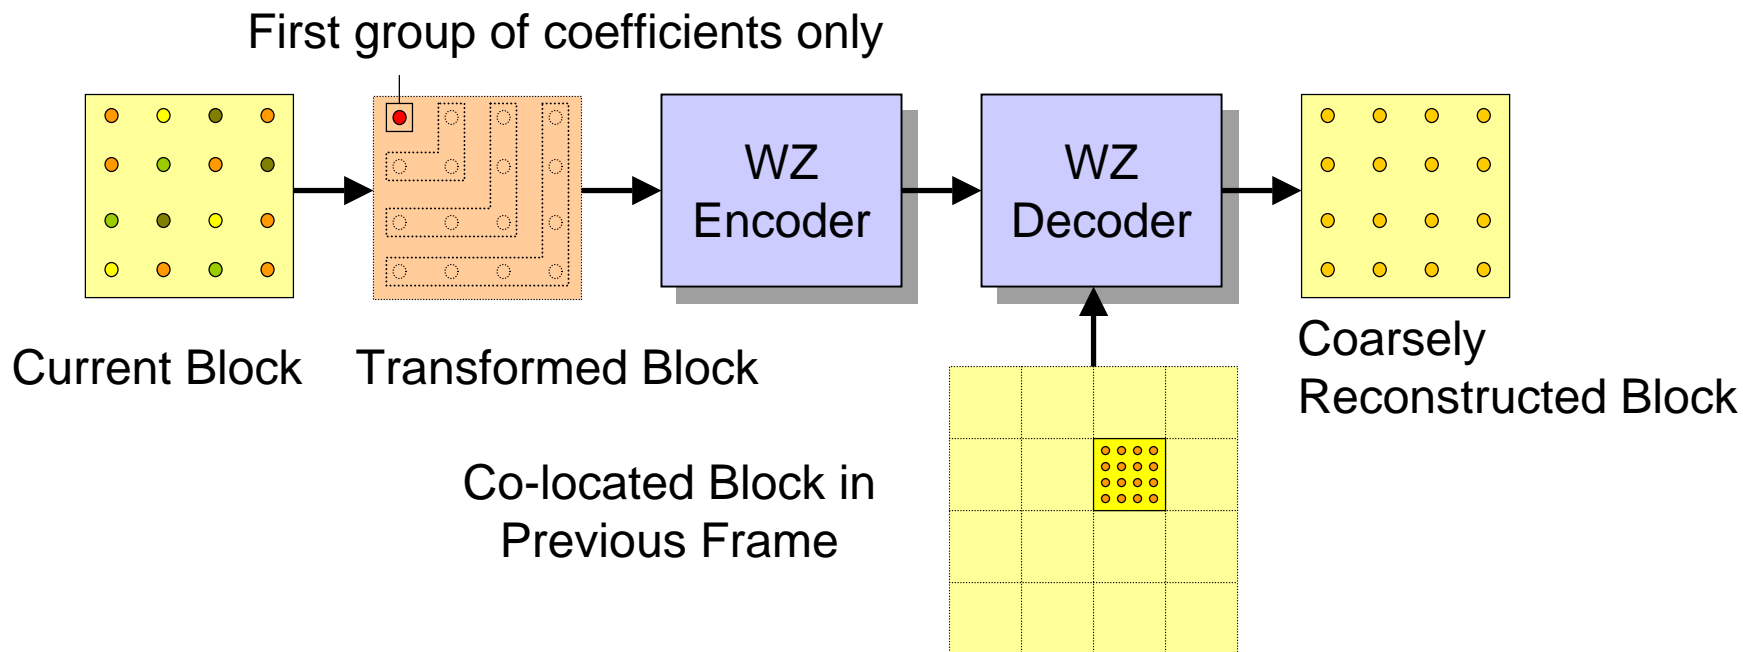 First group of coefficients only
WZ
Encoder
WZ
Decoder
Current Block
Transformed Block
Coarsely
Reconstructed Block
Co-located Block in
Previous Frame